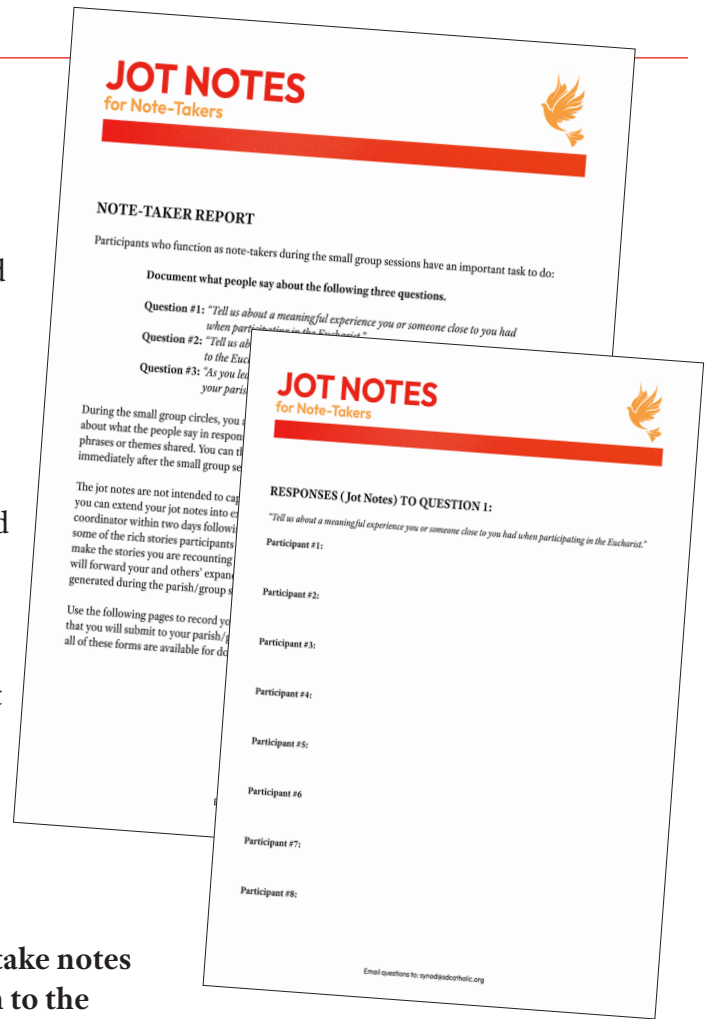 JOT NOTES
for Note-Takers
NOTE-TAKER REPORT
Participants who function as note-takers during the small group sessions have an important task to do:
Document what people say about the following three questions.
Question #1: “Tell us about a meaningful experience you or someone close to you had
when participating in the Eucharist.”
Question #2: “Tell us ab
to the Euc
Question #3: “As you lea
your paris
During the small group circles, you
about what the people say in respon
phrases or themes shared. You can t
immediately after the small group se
The jot notes are not intended to cap
you can extend your jot notes into e
coordinator within two days followi
some of the rich stories participants
make the stories you are recounting
will forward your and others’ expan
generated during the parish/group s
Use the following pages to record yo
that you will submit to your parish/g
all of these forms are available for do
JOT NOTES
for Note-Takers
RESPONSES (Jot Notes) TO QUESTION 1:
“Tell us about a meaningful experience you or someone close to you had when participating in the Eucharist.”
Participant #1:
Participant #2:
Participant #3:
Participant #4:
Participant #5:
Participant #6
Participant #7:
Participant #8:
Email questions to: synod@sdcatholic.org
take notes
to the